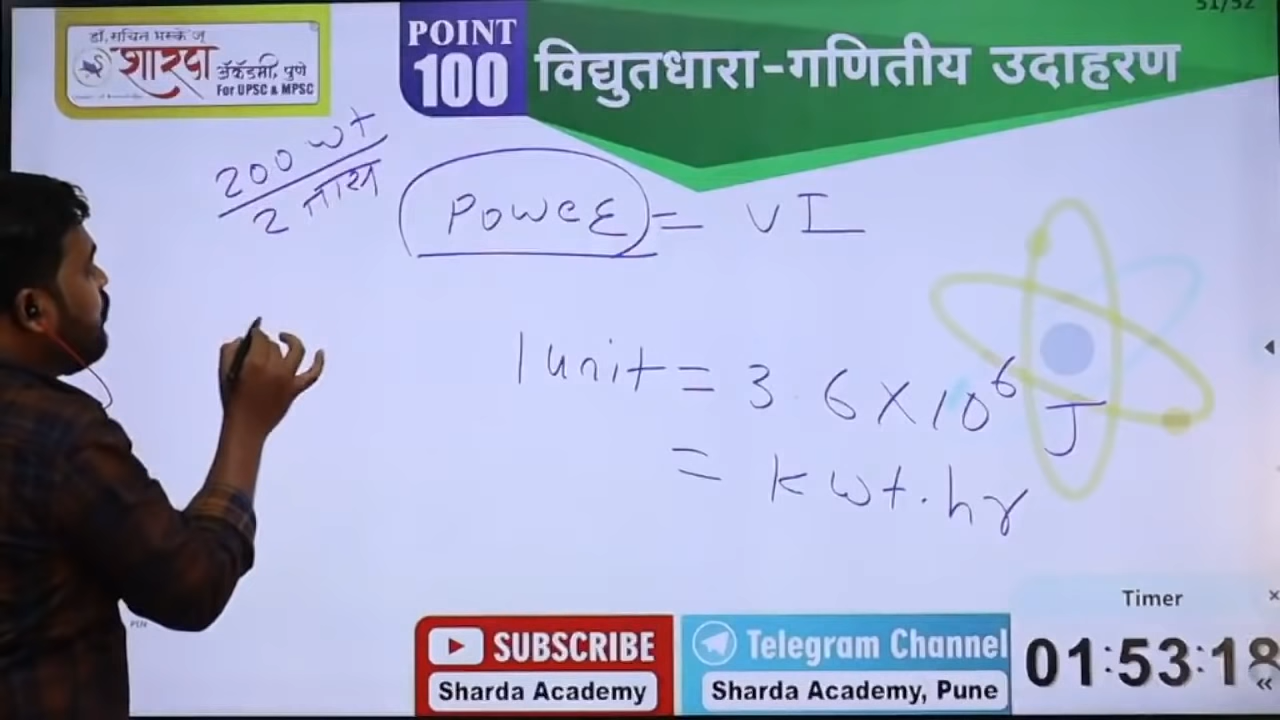 51/52
डॉ. सचिन भस्के ज्
शारदा
ॲकॅडमी, पुणे
For UPSC & MPSC
POINT
100
विद्युतधारा-गणितीय उदाहरण
200 wt
2 तास
Power = VI
1 unit = 3.6 × 10⁶ J
= kwt.hr
Timer
01:53:18
SUBSCRIBE
Sharda Academy
Telegram Channel
Sharda Academy, Pune